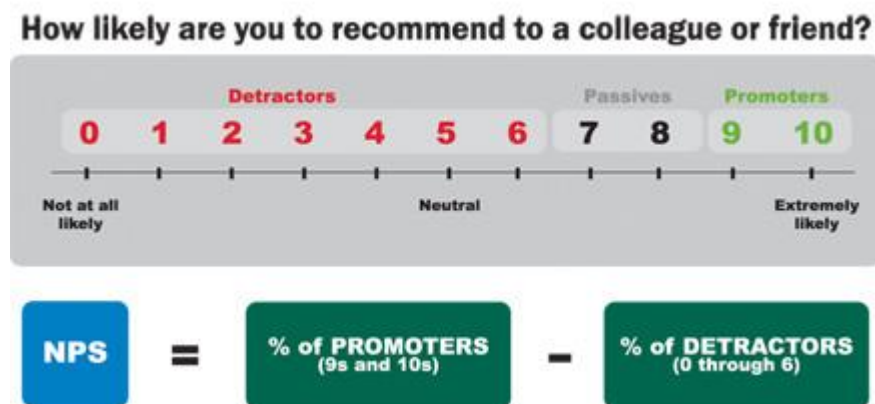 How likely are you to recommend to a colleague or friend?
Detractors Passives Promoters
0 1 2 3 4 5 6 7 8 9 10
Not at all Neutral Extremely
likely likely
NPS = % of PROMOTERS - % of DETRACTORS
(9s and 10s) (0 through 6)